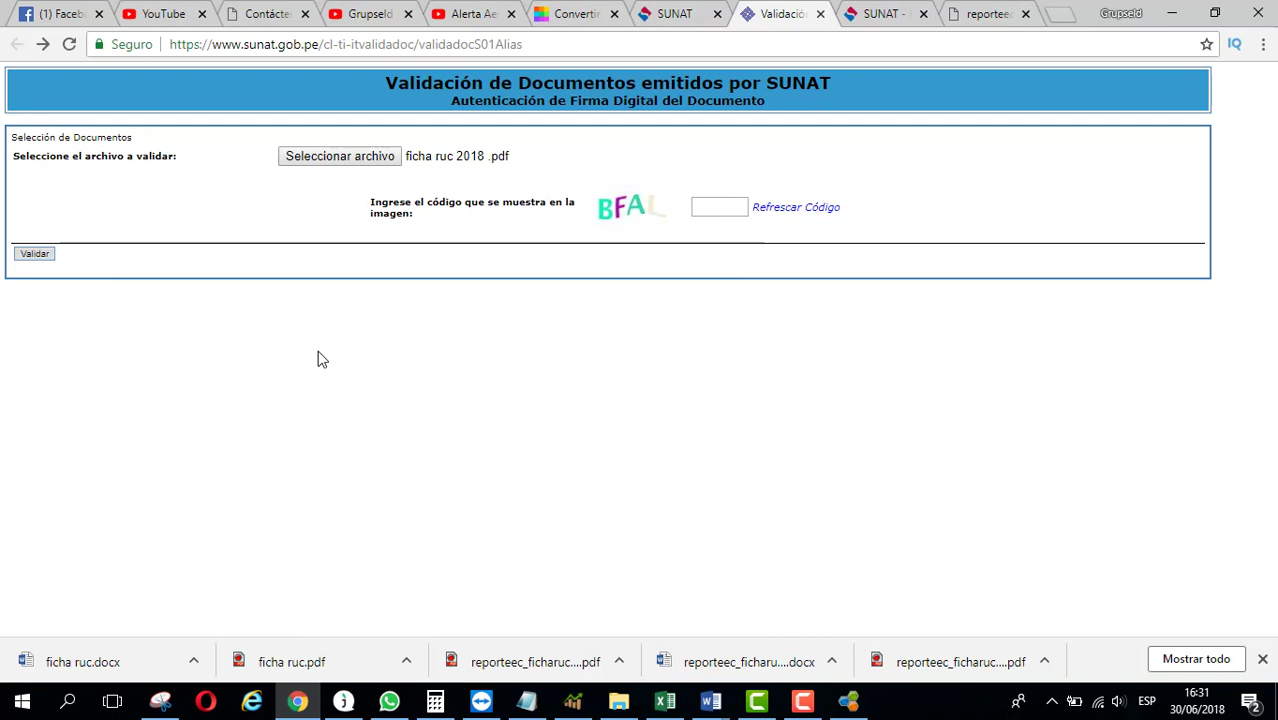 (1) Faceb
YouTube
Contácte
Grupseld
Alerta Ae
Convertir
SUNAT
Validació
SUNAT -
reportee
Grupseld
Seguro
https://www.sunat.gob.pe/cl-ti-itvalidadoc/validadocS01Alias
IQ
Validación de Documentos emitidos por SUNAT
Autenticación de Firma Digital del Documento
Selección de Documentos
Seleccione el archivo a validar:
Seleccionar archivo
ficha ruc 2018 .pdf
Ingrese el código que se muestra en la
imagen:
BFAL
Refrescar Código
Validar
ficha ruc.docx
ficha ruc.pdf
reporteec_ficharuc....pdf
reporteec_ficharu....docx
reporteec_ficharuc....pdf
Mostrar todo
ESP
16:31
30/06/2018
2